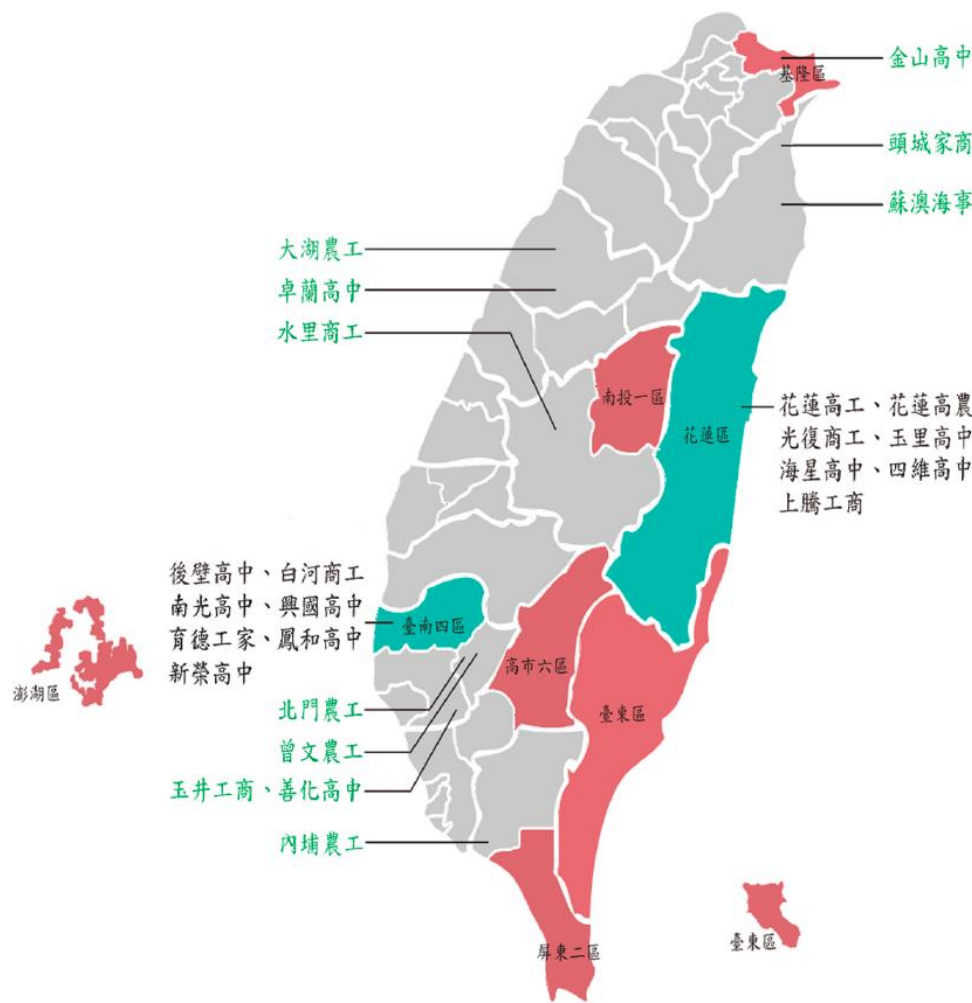 金山高中
基隆區
頭城家商
蘇澳海事
大湖農工
卓蘭高中
水里商工
南投一區
花蓮區
花蓮高工、花蓮高農
光復商工、玉里高中
海星高中、四維高中
上騰工商
後壁高中、白河商工
南光高中、興國高中
育德工家、鳳和高中
新榮高中
臺南四區
澎湖區
高市六區
臺東區
北門農工
曾文農工
玉井工商、善化高中
內埔農工
屏東二區
臺東區